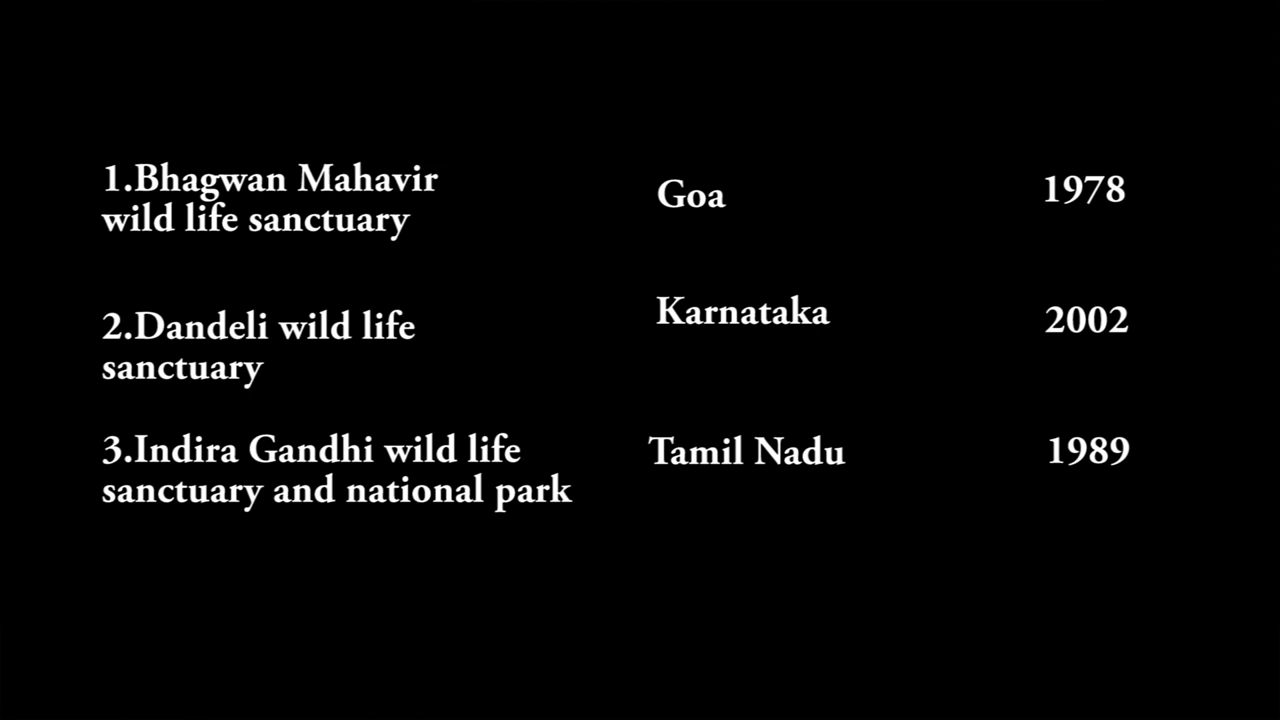 1.Bhagwan Mahavir
wild life sanctuary
Goa
1978
2.Dandeli wild life
sanctuary
Karnataka
2002
3.Indira Gandhi wild life
sanctuary and national park
Tamil Nadu
1989